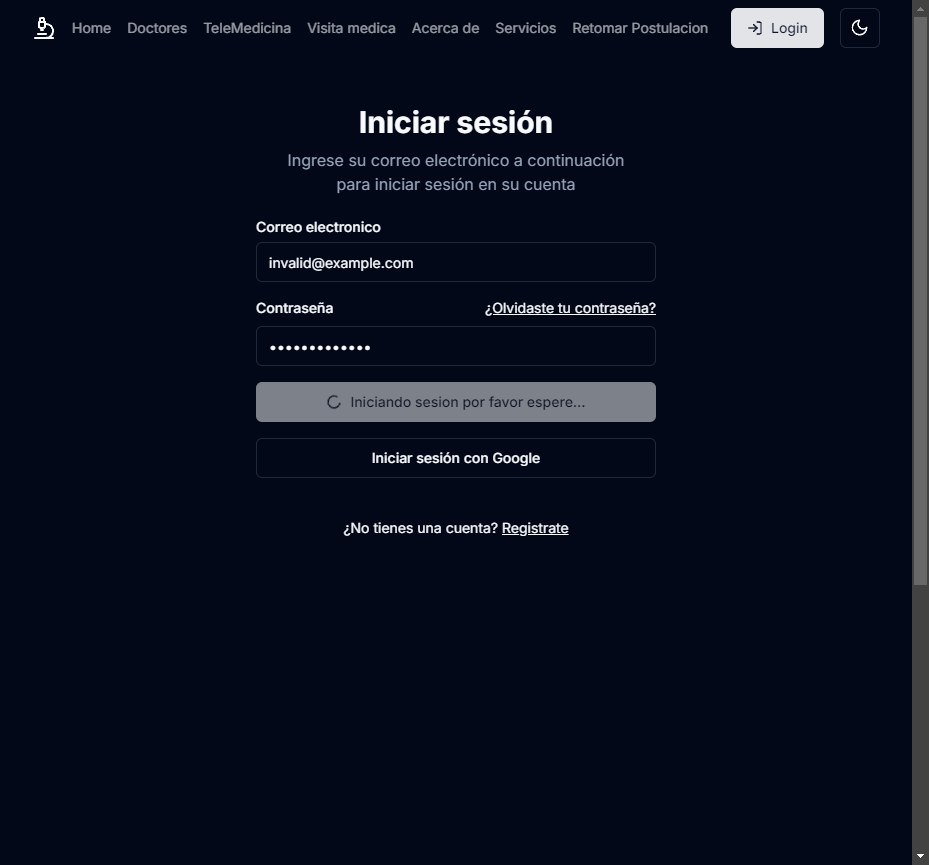 Home Doctores TeleMedicina Visita medica Acerca de Servicios Retomar Postulacion Login
Iniciar sesión
Ingrese su correo electrónico a continuación
para iniciar sesión en su cuenta
Correo electronico
invalid@example.com
Contraseña ¿Olvidaste tu contraseña?
•••••••••••••
Iniciando sesion por favor espere...
Iniciar sesión con Google
¿No tienes una cuenta? Registrate